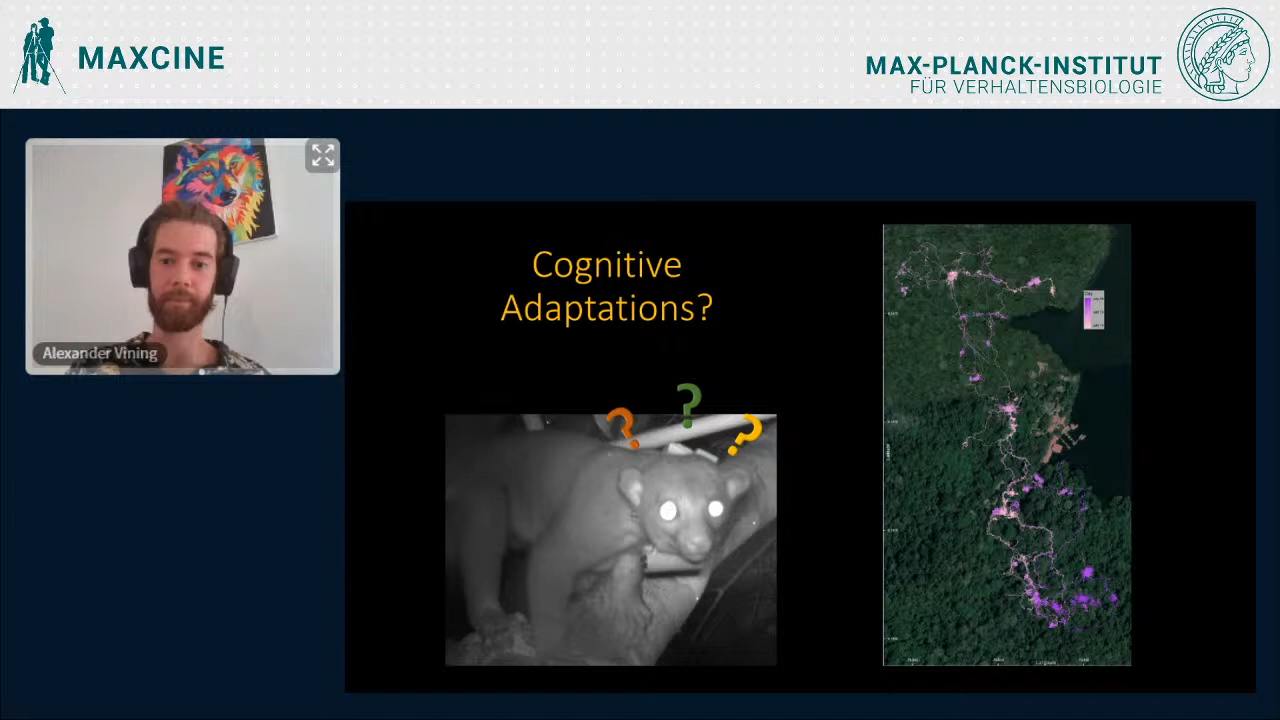 MAXCINE
MAX-PLANCK-INSTITUT
FÜR VERHALTENSBIOLOGIE
Alexander Vining
Cognitive
Adaptations?
?
?
?